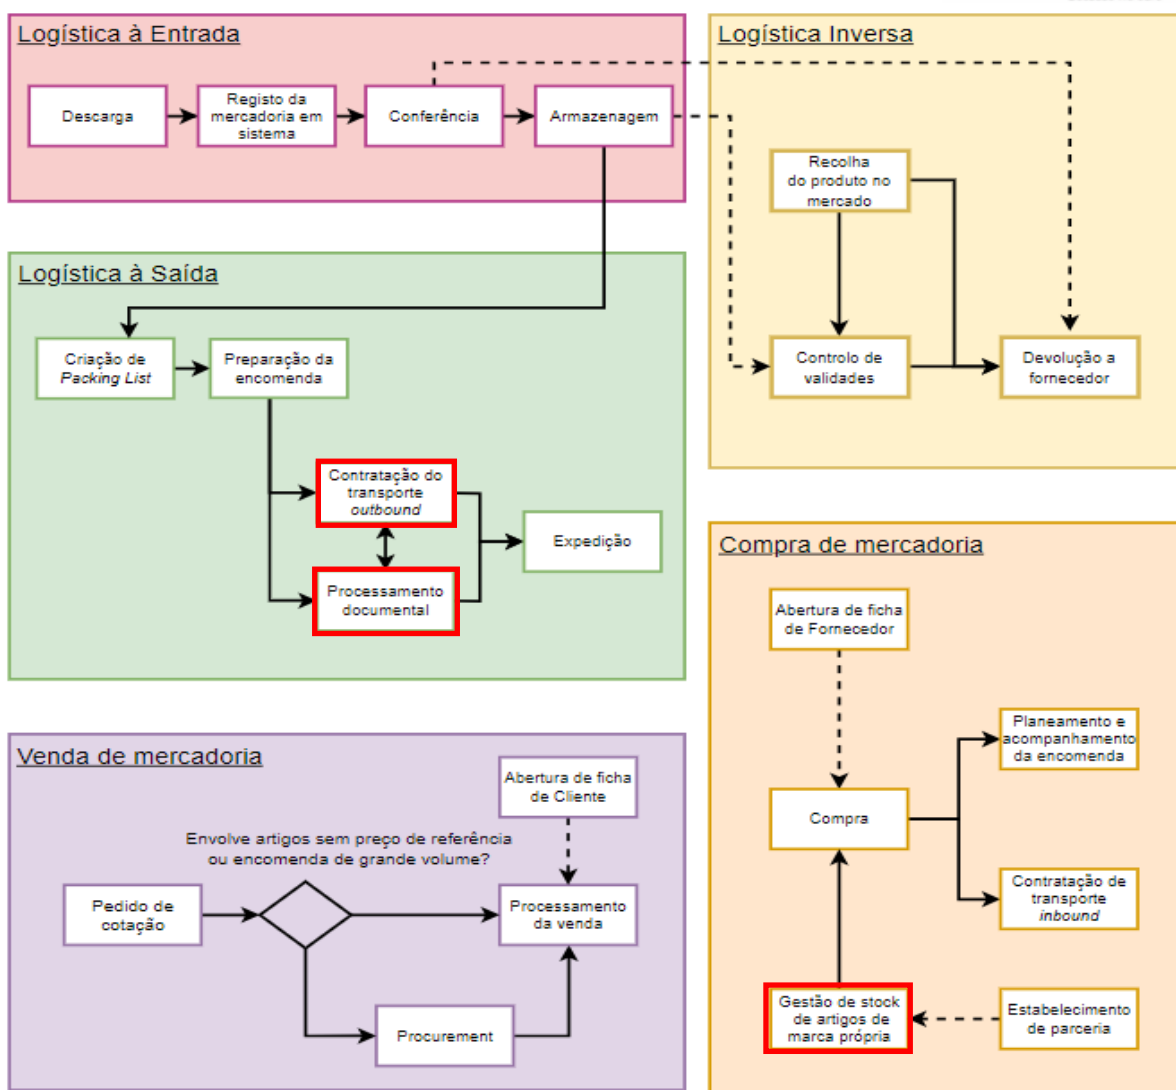 Logística à Entrada
Descarga
Registo da
mercadoria em
sistema
Conferência
Armazenagem
Logística Inversa
Recolha
do produto no
mercado
Controlo de
validades
Devolução a
fornecedor
Logística à Saída
Criação de
Packing List
Preparação da
encomenda
Contratação do
transporte
outbound
Processamento
documental
Expedição
Compra de mercadoria
Abertura de ficha
de Fornecedor
Planeamento e
acompanhamento
da encomenda
Compra
Contratação de
transporte
inbound
Gestão de stock
de artigos de
marca própria
Estabelecimento
de parceria
Venda de mercadoria
Abertura de ficha
de Cliente
Envolve artigos sem preço de referência
ou encomenda de grande volume?
Pedido de
cotação
Processamento
da venda
Procurement